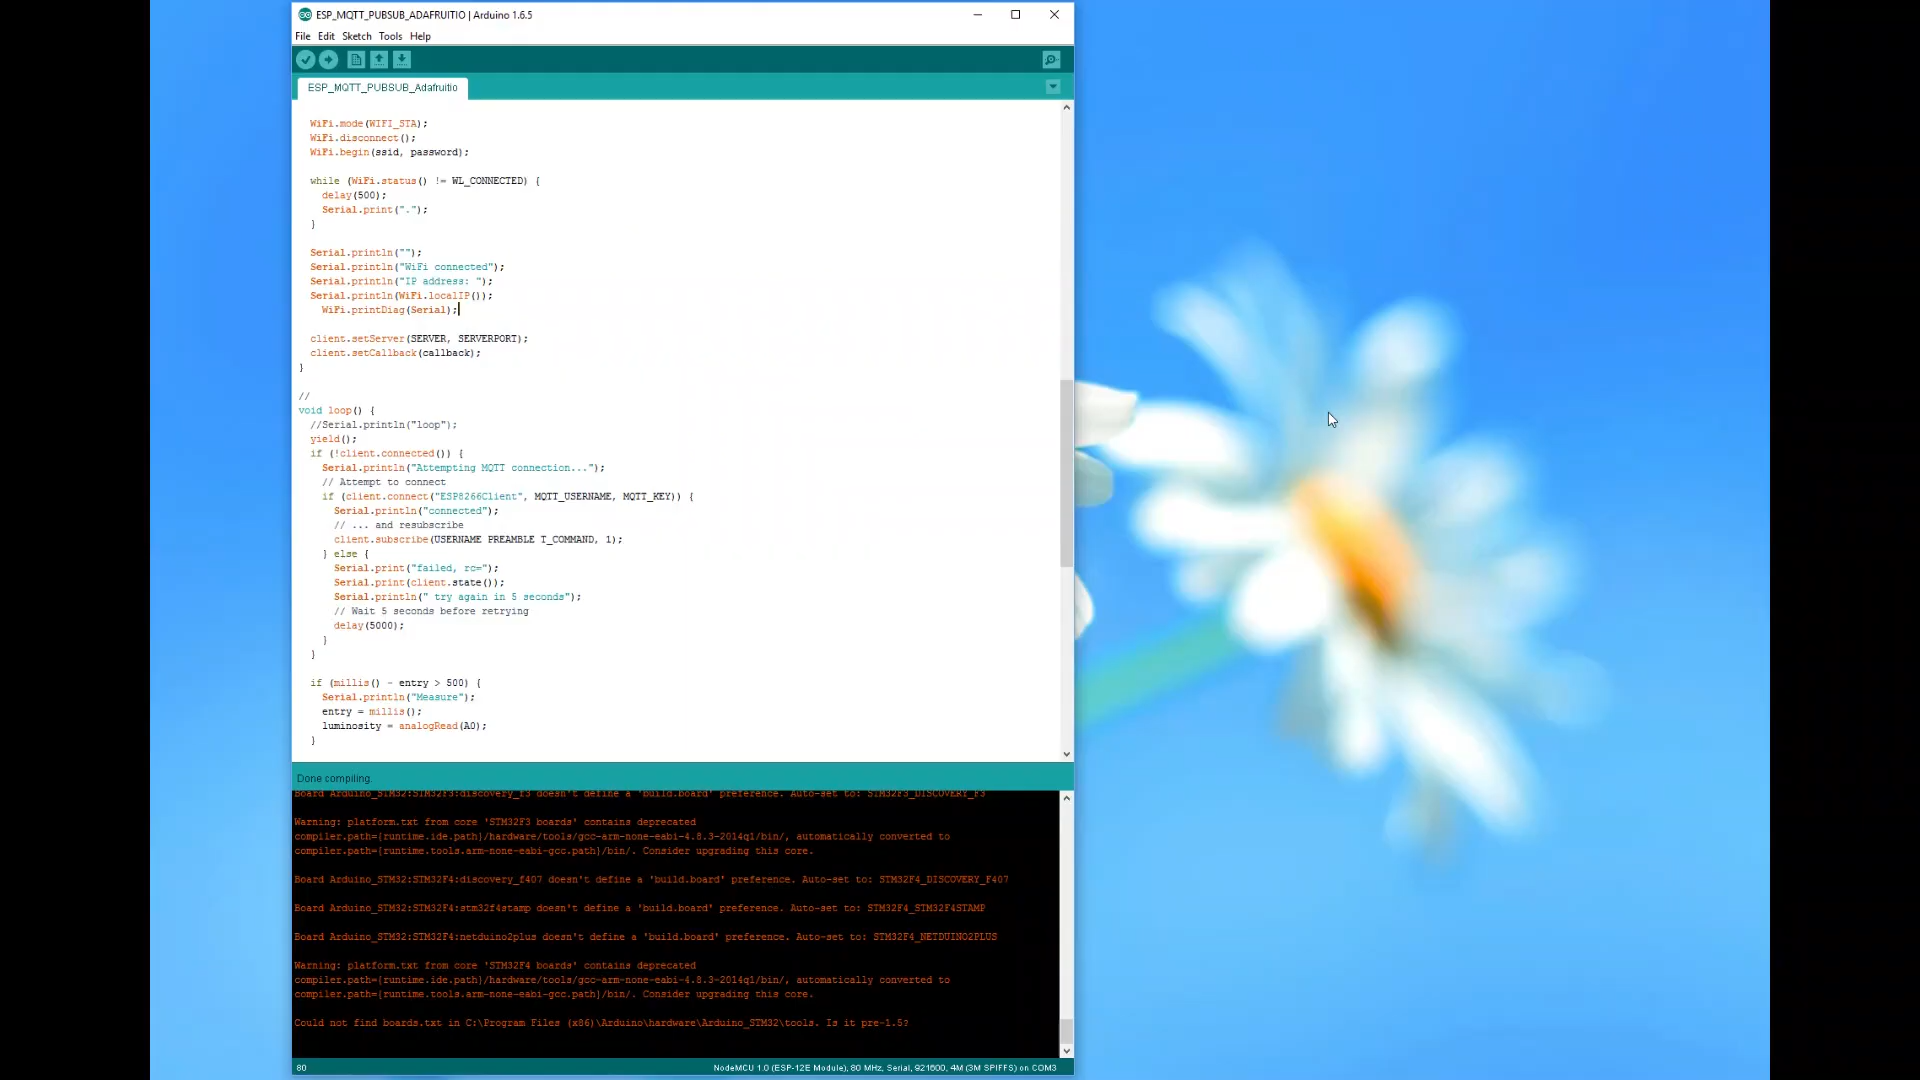 ESP_MQTT_PUBSUB_ADAFRUITIO | Arduino 1.6.5
File Edit Sketch Tools Help
ESP_MQTT_PUBSUB_Adafruitio
WiFi.mode(WIFI_STA);
WiFi.disconnect();
WiFi.begin(ssid, password);
while (WiFi.status() != WL_CONNECTED) {
delay(500);
Serial.print(".");
}
Serial.println("");
Serial.println("WiFi connected");
Serial.println("IP address: ");
Serial.println(WiFi.localIP());
WiFi.printDiag(Serial);
client.setServer(SERVER, SERVERPORT);
client.setCallback(callback);
}
//
void loop() {
//Serial.println("loop");
yield();
if (!client.connected()) {
Serial.println("Attempting MQTT connection...");
// Attempt to connect
if (client.connect("ESP8266Client", MQTT_USERNAME, MQTT_KEY)) {
Serial.println("connected");
// ... and resubscribe
client.subscribe(USERNAME PREAMBLE T_COMMAND, 1);
} else {
Serial.print("failed, rc=");
Serial.print(client.state());
Serial.println(" try again in 5 seconds");
// Wait 5 seconds before retrying
delay(5000);
}
}
if (millis() - entry > 500) {
Serial.println("Measure");
entry = millis();
luminosity = analogRead(A0);
}
Done compiling.
Board Arduino_STM32:STM32F3:discovery_f3 doesn't define a 'build.board' preference. Auto-set to: STM32F3_DISCOVERY_F3
Warning: platform.txt from core 'STM32F3 boards' contains deprecated
compiler.path={runtime.ide.path}/hardware/tools/gcc-arm-none-eabi-4.8.3-2014q1/bin/, automatically converted to
compiler.path={runtime.tools.arm-none-eabi-gcc.path}/bin/. Consider upgrading this core.
Board Arduino_STM32:STM32F4:discovery_f407 doesn't define a 'build.board' preference. Auto-set to: STM32F4_DISCOVERY_F407
Board Arduino_STM32:STM32F4:stm32f4stamp doesn't define a 'build.board' preference. Auto-set to: STM32F4_STM32F4STAMP
Board Arduino_STM32:STM32F4:netduino2plus doesn't define a 'build.board' preference. Auto-set to: STM32F4_NETDUINO2PLUS
Warning: platform.txt from core 'STM32F4 boards' contains deprecated
compiler.path={runtime.ide.path}/hardware/tools/gcc-arm-none-eabi-4.8.3-2014q1/bin/, automatically converted to
compiler.path={runtime.tools.arm-none-eabi-gcc.path}/bin/. Consider upgrading this core.
Could not find boards.txt in C:\Program Files (x86)\Arduino\hardware\Arduino_STM32\tools. Is it pre-1.5?
80 NodeMCU 1.0 (ESP-12E Module), 80 MHz, Serial, 921600, 4M (3M SPIFFS) on COM3